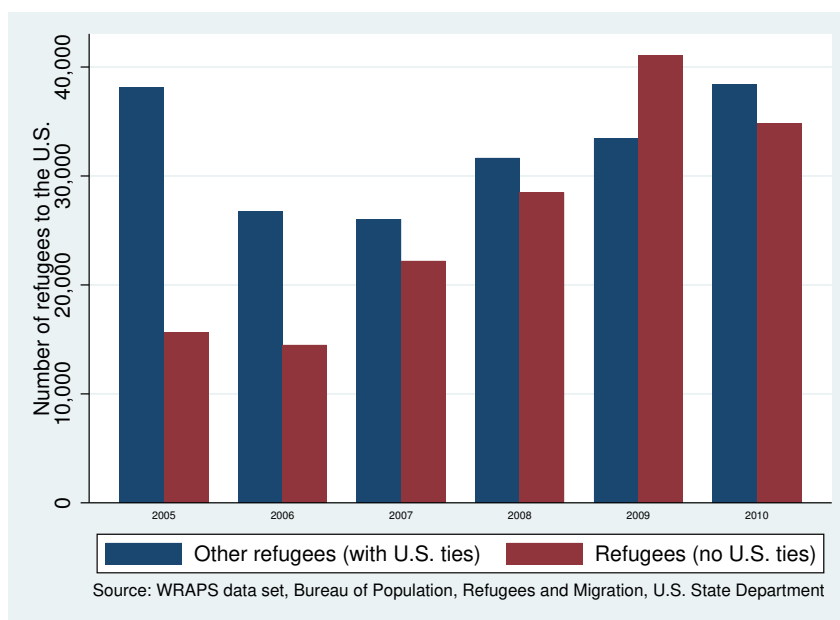 Number of refugees to the U.S.
40,000
30,000
20,000
10,000
0
2005 2006 2007 2008 2009 2010
Other refugees (with U.S. ties) Refugees (no U.S. ties)
Source: WRAPS data set, Bureau of Population, Refugees and Migration, U.S. State Department